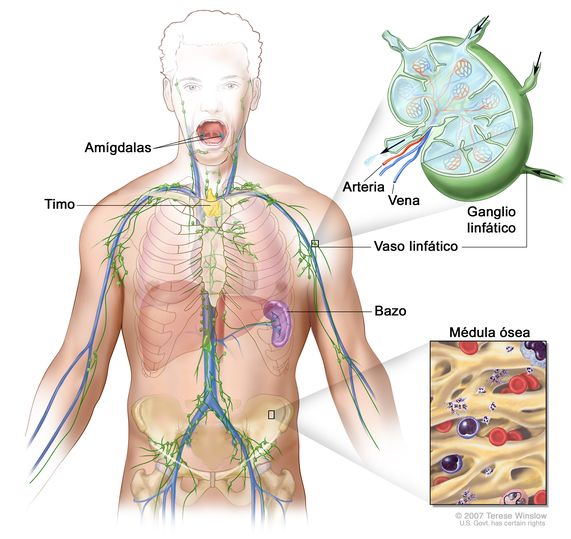 Amígdalas
Timo
Arteria
Vena
Ganglio
linfático
Vaso linfático
Bazo
Médula ósea
© 2007 Terese Winslow
U.S. Govt. has certain rights